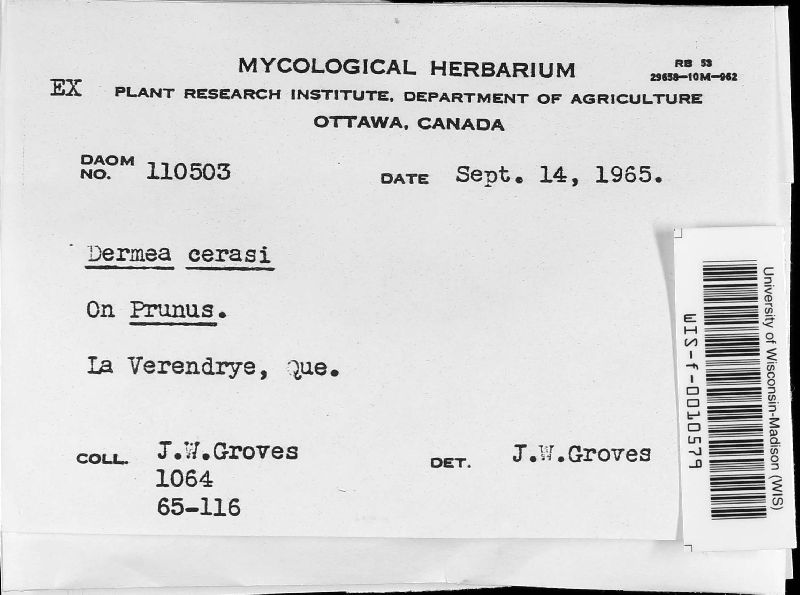 MYCOLOGICAL HERBARIUM
RB 53
29658—10M—962
EX
PLANT RESEARCH INSTITUTE, DEPARTMENT OF AGRICULTURE
OTTAWA, CANADA
DAOM NO. 110503
DATE Sept. 14, 1965.
Dermea cerasi
On Prunus.
La Verendrye, Que.
COLL. J.W.Groves
1064
65-116
DET. J.W.Groves
University of Wisconsin-Madison (WIS)
WIS-f-0010579